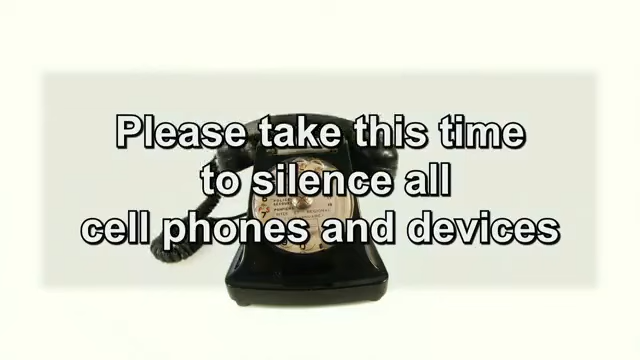 Please take this time
to silence all
cell phones and devices